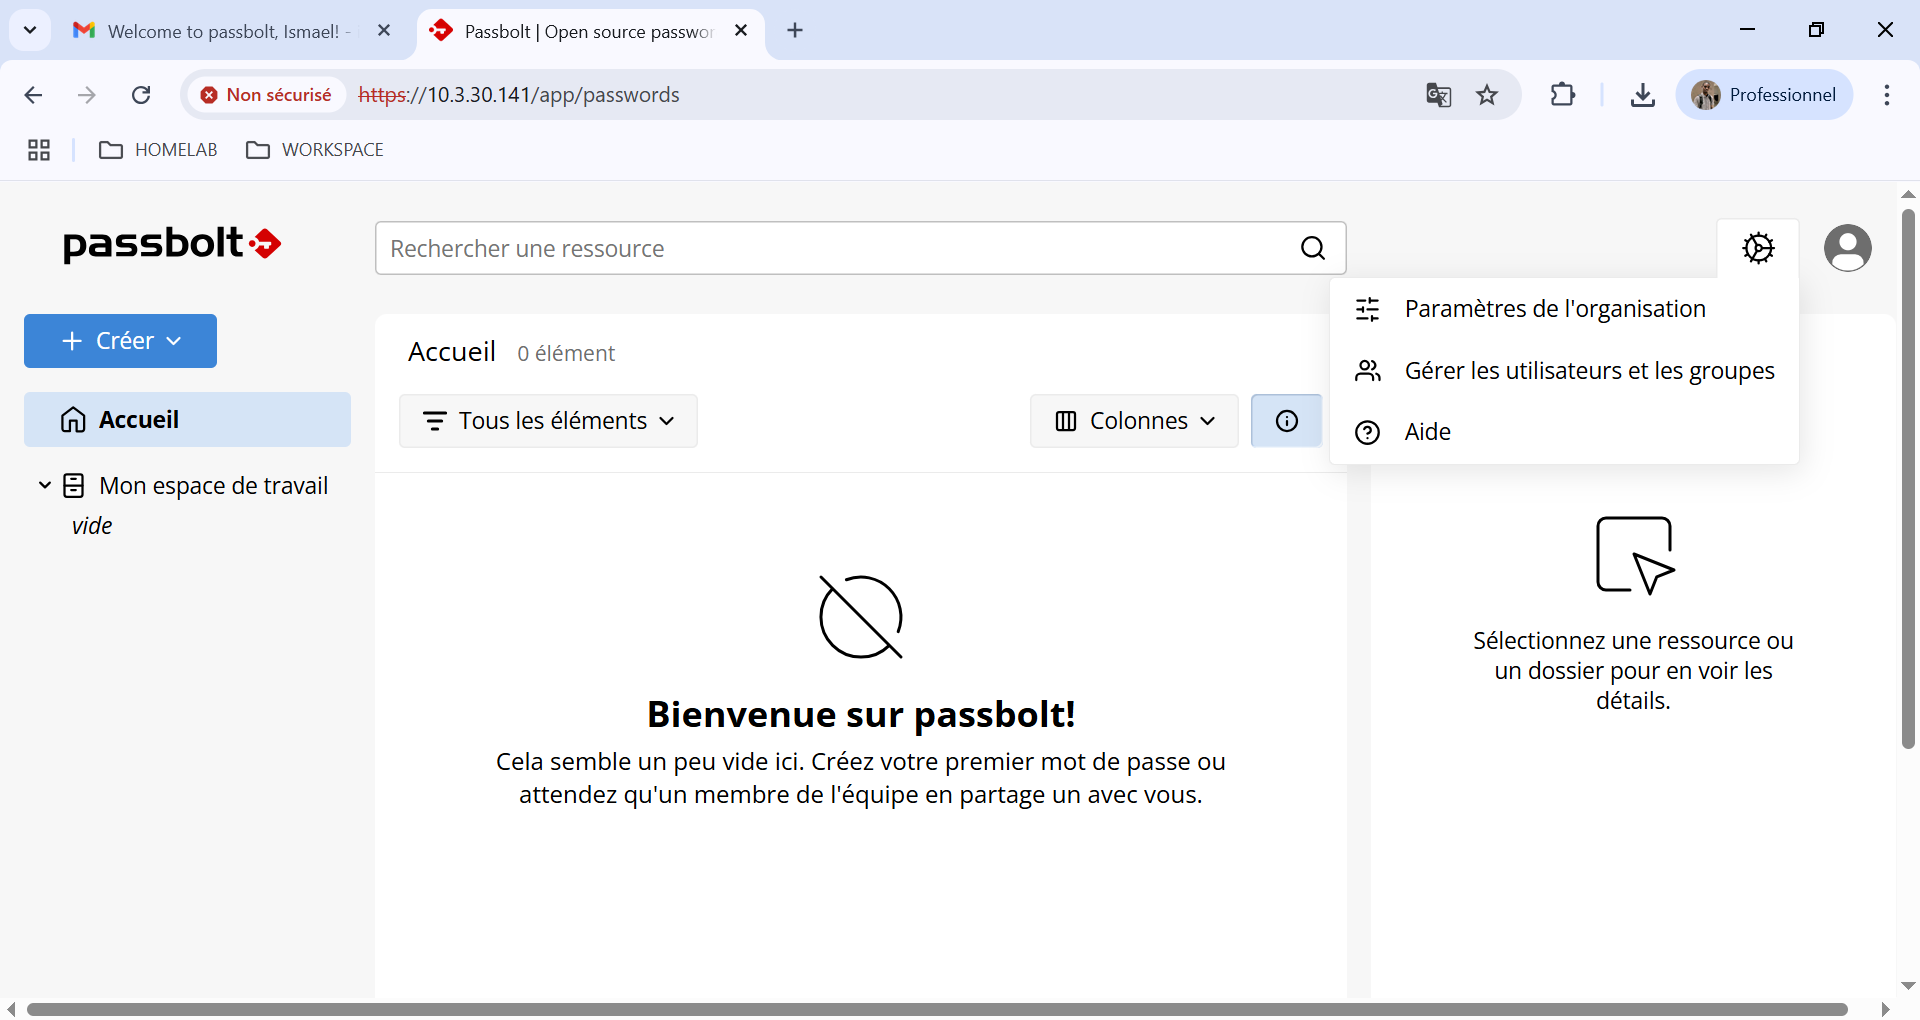 Welcome to passbolt, Ismael! -
Passbolt | Open source passwor
Non sécurisé
https://10.3.30.141/app/passwords
Professionnel
HOMELAB
WORKSPACE
passbolt
Rechercher une ressource
Paramètres de l'organisation
Gérer les utilisateurs et les groupes
Aide
Créer
Accueil
Mon espace de travail
vide
Accueil 0 élément
Tous les éléments
Colonnes
Bienvenue sur passbolt!
Cela semble un peu vide ici. Créez votre premier mot de passe ou
attendez qu'un membre de l'équipe en partage un avec vous.
Sélectionnez une ressource ou
un dossier pour en voir les
détails.